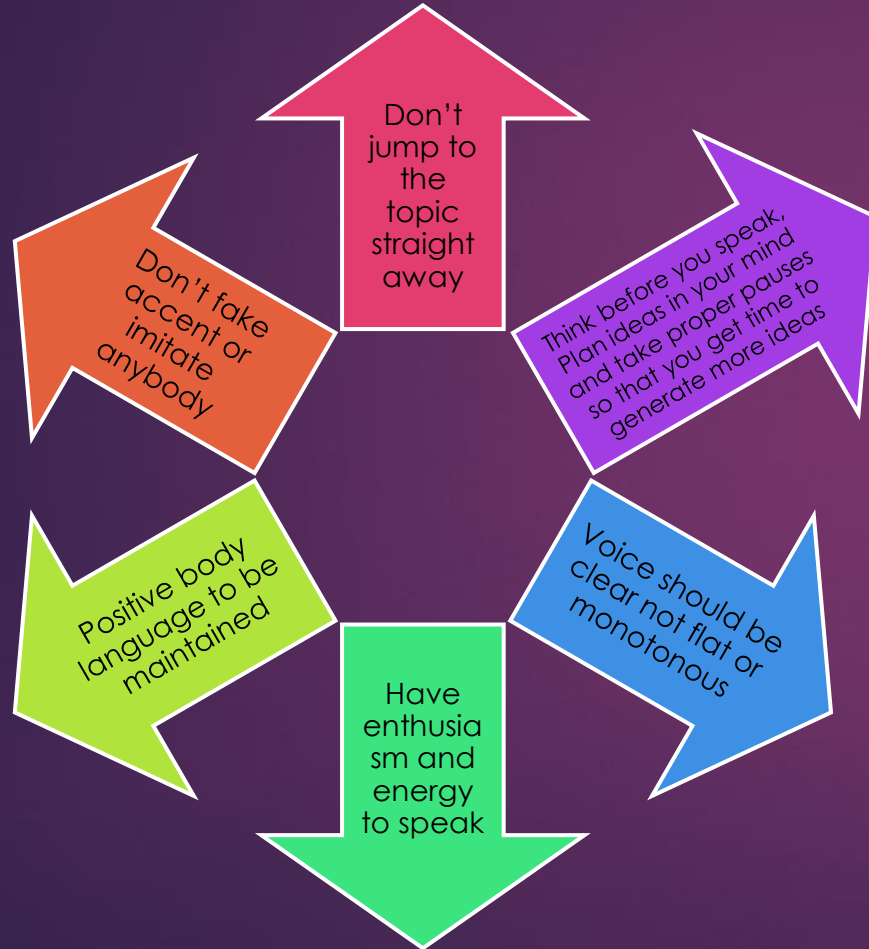 Don't
jump to
the
topic
straight
away
Think before you speak,
Plan ideas in your mind
and take proper pauses
so that you get time to
generate more ideas
Voice should be
clear not flat or
monotonous
Have
enthusia
sm and
energy
to speak
Positive body
language to be
maintained
Don't fake
accent or
imitate
anybody